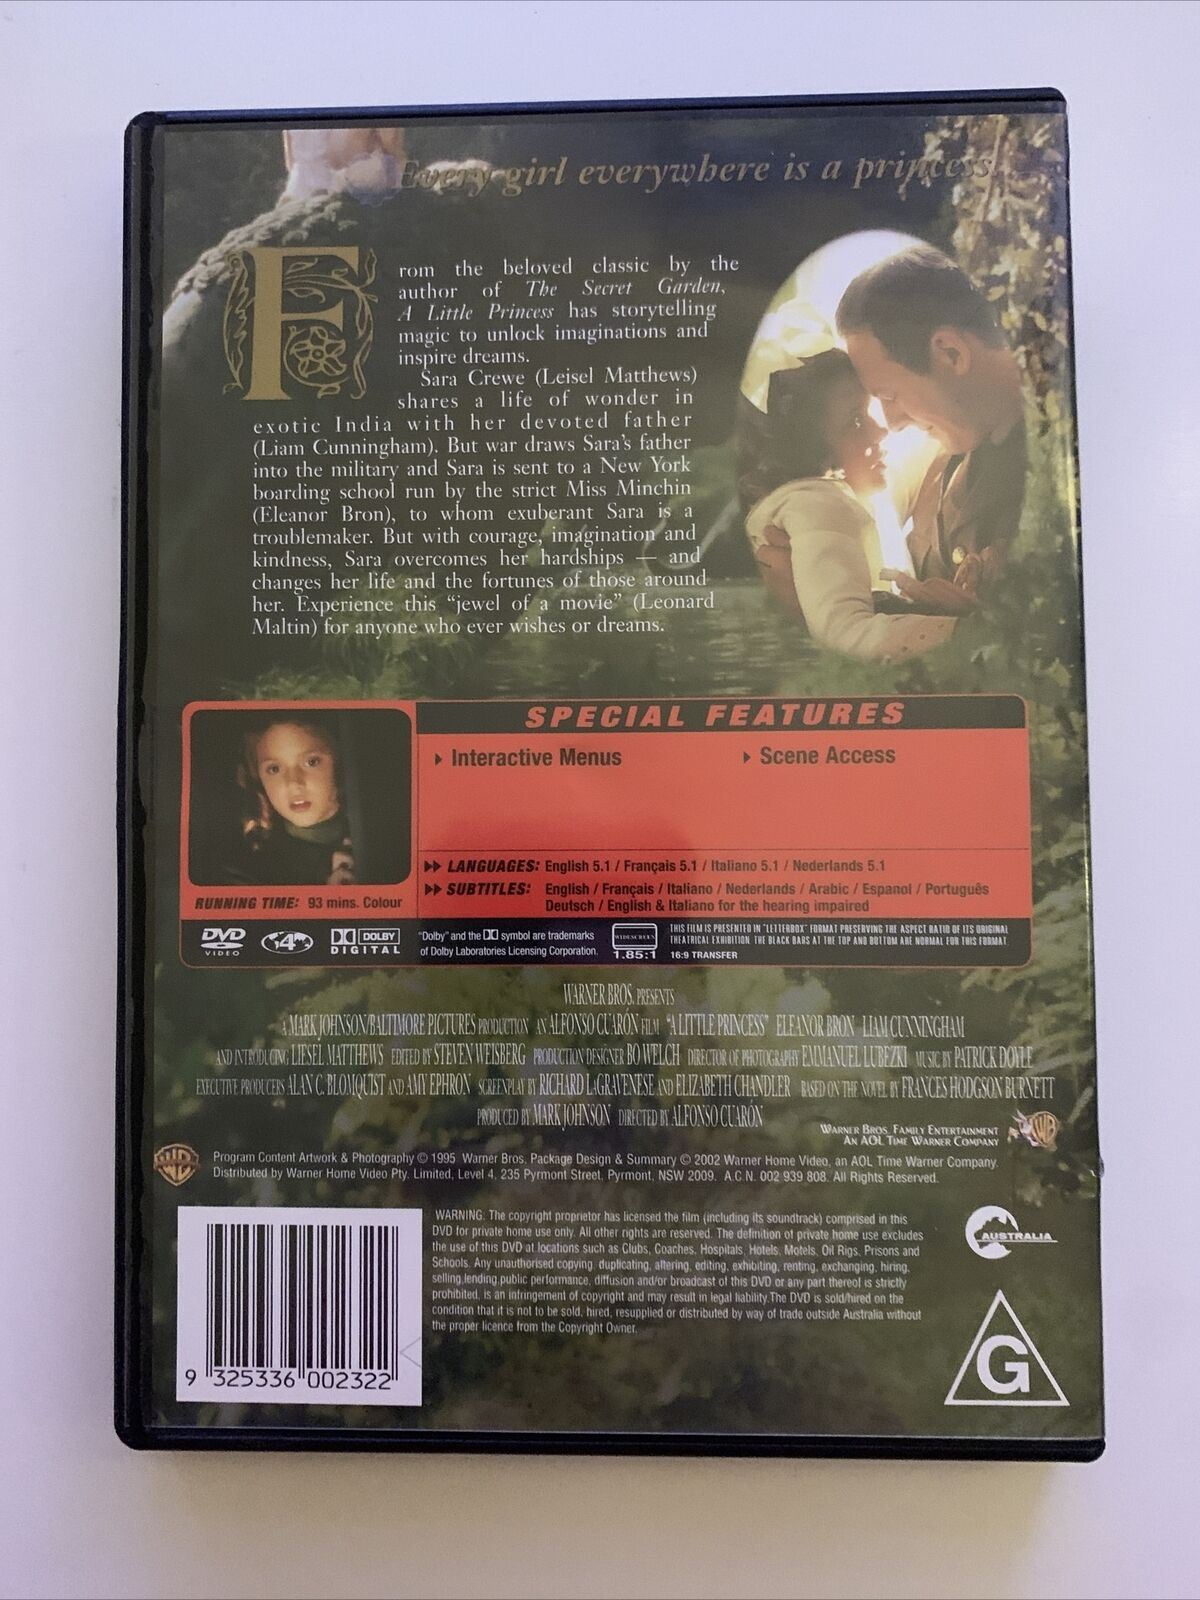 Every girl everywhere is a princess.
From the beloved classic by the
author of The Secret Garden,
A Little Princess has storytelling
magic to unlock imaginations and
inspire dreams.
Sara Crewe (Leisel Matthews)
shares a life of wonder in
exotic India with her devoted father
(Liam Cunningham). But war draws Sara's father
into the military and Sara is sent to a New York
boarding school run by the strict Miss Minchin
(Eleanor Bron), to whom exuberant Sara is a
troublemaker. But with courage, imagination and
kindness, Sara overcomes her hardships — and
changes her life and the fortunes of those around
her. Experience this "jewel of a movie" (Leonard
Maltin) for anyone who ever wishes or dreams.
SPECIAL FEATURES
Interactive Menus
Scene Access
LANGUAGES: English 5.1 / Français 5.1 / Italiano 5.1 / Nederlands 5.1
SUBTITLES: English / Français / Italiano / Nederlands / Arabic / Espanol / Português
Deutsch / English & Italiano for the hearing impaired
RUNNING TIME: 93 mins. Colour
DVD VIDEO
4
DOLBY DIGITAL
"Dolby" and the symbol are trademarks
of Dolby Laboratories Licensing Corporation.
WIDESCREEN
1.85:1
THIS FILM IS PRESENTED IN "LETTERBOX" FORMAT PRESERVING THE ASPECT RATIO OF ITS ORIGINAL
THEATRICAL EXHIBITION. THE BLACK BARS AT THE TOP AND BOTTOM ARE NORMAL FOR THIS FORMAT.
16:9 TRANSFER
WARNER BROS. PRESENTS
A MARK JOHNSON/BALTIMORE PICTURES PRODUCTION AN ALFONSO CUARÓN FILM "A LITTLE PRINCESS" ELEANOR BRON LIAM CUNNINGHAM
AND INTRODUCING LIESEL MATTHEWS EDITED BY STEVEN WEISBERG PRODUCTION DESIGNER BO WELCH DIRECTOR OF PHOTOGRAPHY EMMANUEL LUBEZKI MUSIC BY PATRICK DOYLE
EXECUTIVE PRODUCERS ALAN C. BLOMQUIST AND AMY EPHRON SCREENPLAY BY RICHARD LaGRAVENESE AND ELIZABETH CHANDLER BASED ON THE NOVEL BY FRANCES HODGSON BURNETT
PRODUCED BY MARK JOHNSON DIRECTED BY ALFONSO CUARÓN
WARNER BROS. FAMILY ENTERTAINMENT
AN AOL TIME WARNER COMPANY
WB
WB
Program Content Artwork & Photography © 1995 Warner Bros. Package Design & Summary © 2002 Warner Home Video, an AOL Time Warner Company.
Distributed by Warner Home Video Pty. Limited, Level 4, 235 Pyrmont Street, Pyrmont, NSW 2009. A.C.N. 002 939 808. All Rights Reserved.
WARNING: The copyright proprietor has licensed the film (including its soundtrack) comprised in this
DVD for private home use only. All other rights are reserved. The definition of private home use excludes
the use of this DVD at locations such as Clubs, Coaches, Hospitals, Hotels, Motels, Oil Rigs, Prisons and
Schools. Any unauthorised copying, duplicating, altering, editing, exhibiting, renting, exchanging, hiring,
selling,lending,public performance, diffusion and/or broadcast of this DVD or any part thereof is strictly
prohibited, is an infringement of copyright and may result in legal liability.The DVD is sold/hired on the
condition that it is not to be sold, hired, resupplied or distributed by way of trade outside Australia without
the proper licence from the Copyright Owner.
AUSTRALIA
G
9 325336 002322